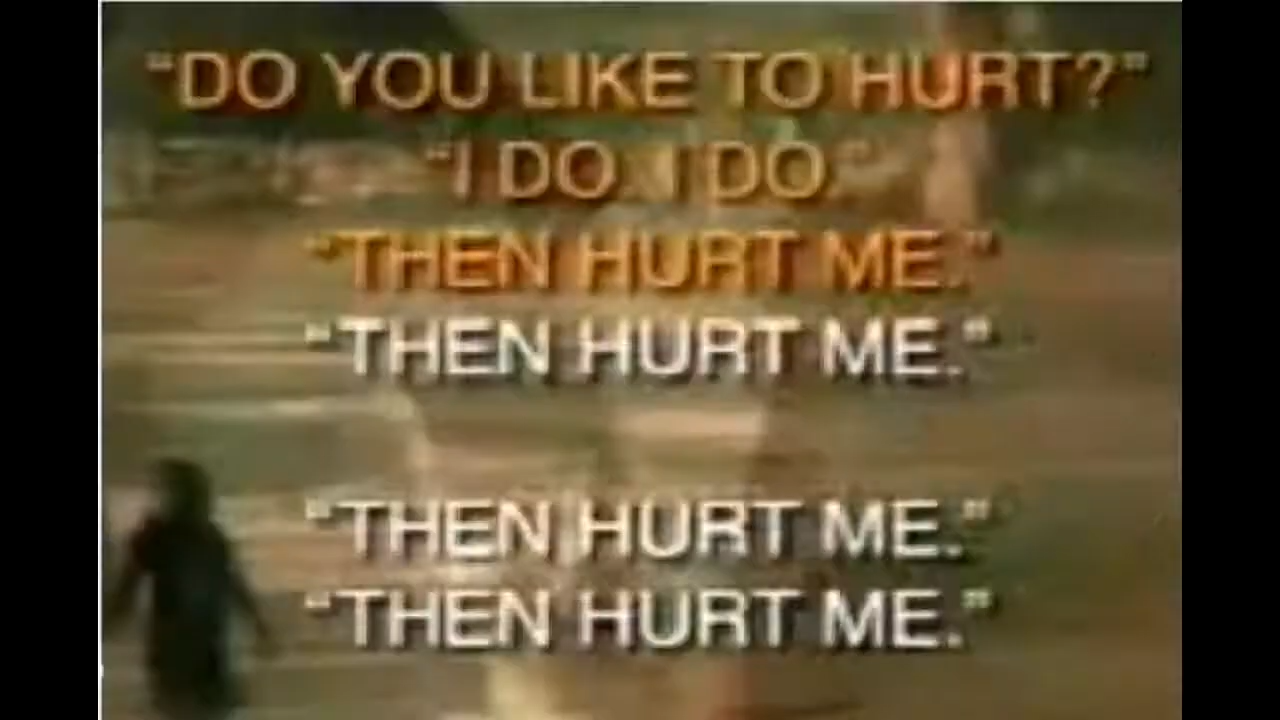 “DO YOU LIKE TO HURT?”
“I DO. I DO.”
“THEN HURT ME.”
“THEN HURT ME.”
“THEN HURT ME.”
“THEN HURT ME.”